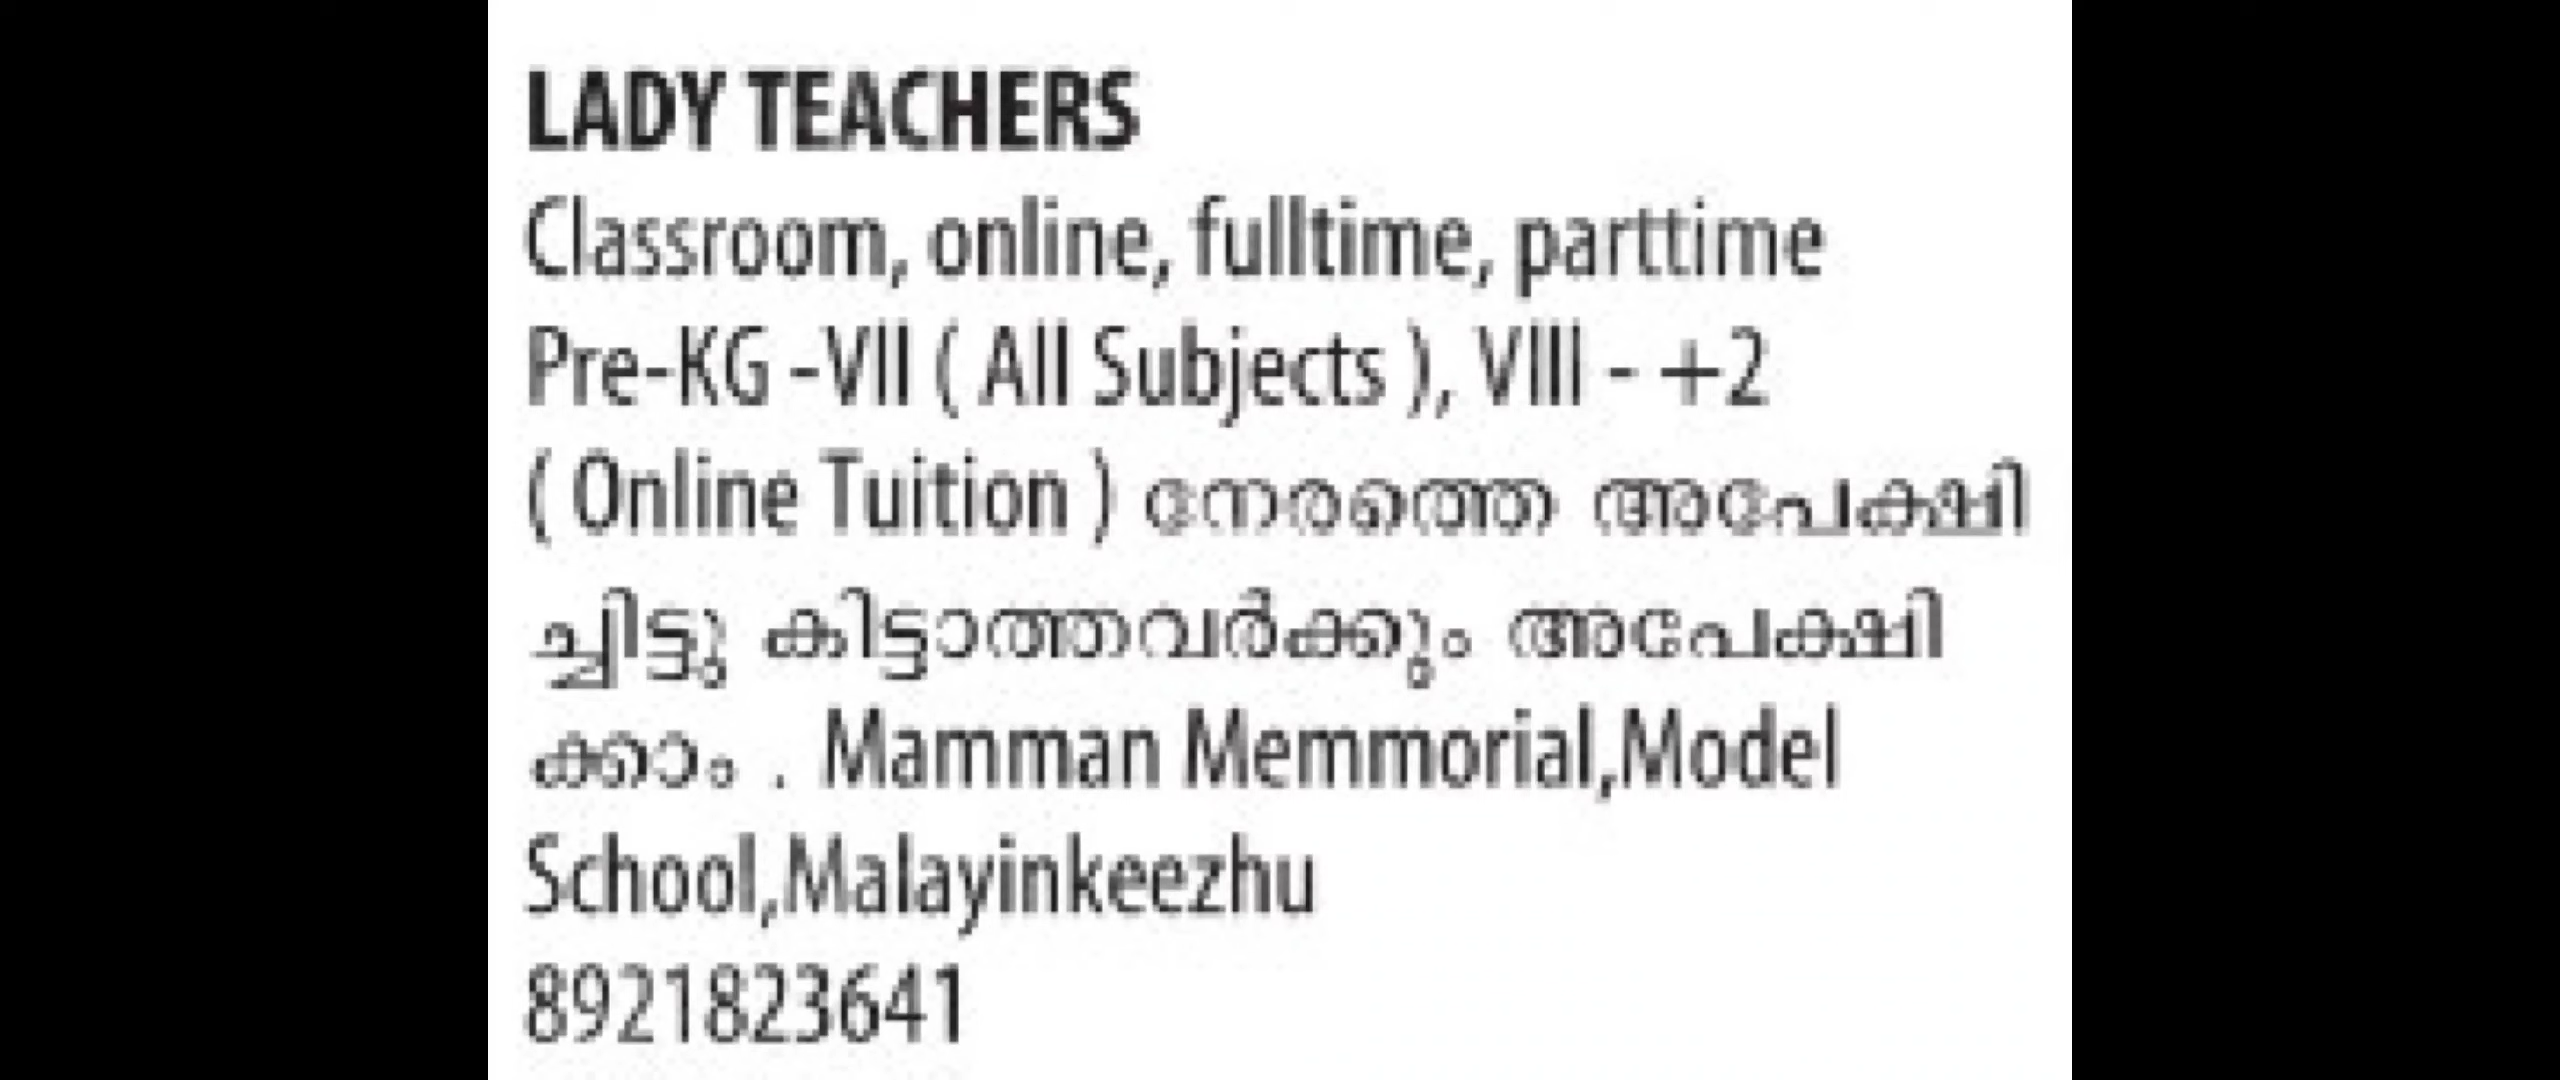 LADY TEACHERS
Classroom, online, fulltime, parttime
Pre-KG -VII ( All Subjects ), VIII - +2
( Online Tuition ) നേരത്തെ അപേക്ഷി
ച്ചിട്ടു കിട്ടാത്തവർക്കും അപേക്ഷി
ക്കാം . Mamman Memmorial,Model
School,Malayinkeezhu
8921823641